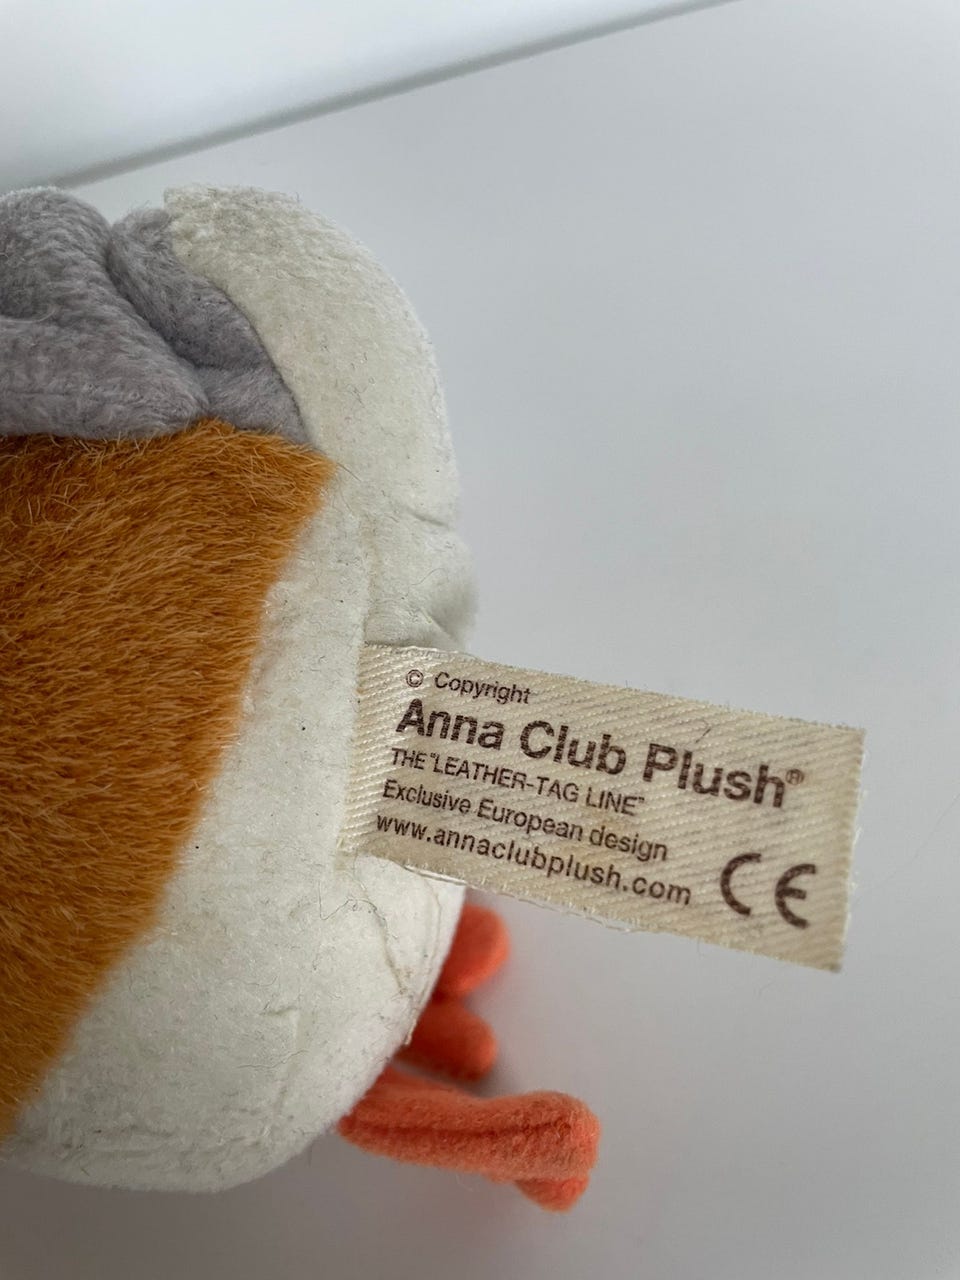 © Copyright
Anna Club Plush®
THE "LEATHER-TAG LINE"
Exclusive European design
www.annaclubplush.com
CE